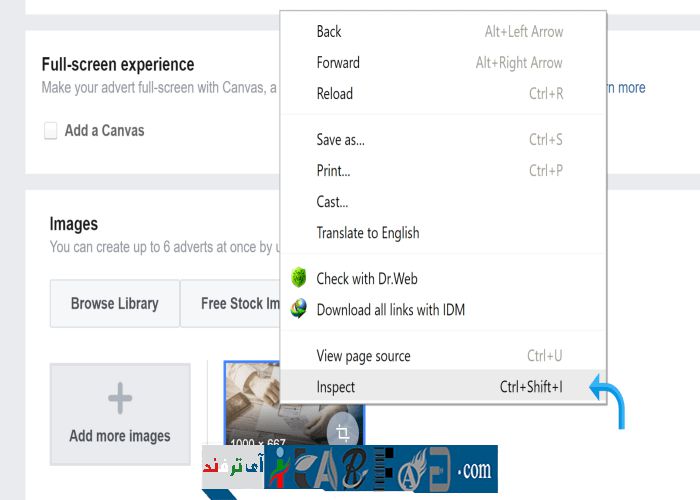 Full-screen experience
Make your advert full-screen with Canvas, a
rn more
Add a Canvas
Images
You can create up to 6 adverts at once by u
Browse Library
Free Stock Im
Add more images
1000 × 667
Back Alt+Left Arrow
Forward Alt+Right Arrow
Reload Ctrl+R
Save as... Ctrl+S
Print... Ctrl+P
Cast...
Translate to English
Check with Dr.Web
Download all links with IDM
View page source Ctrl+U
Inspect Ctrl+Shift+I
آی ترفند
.com